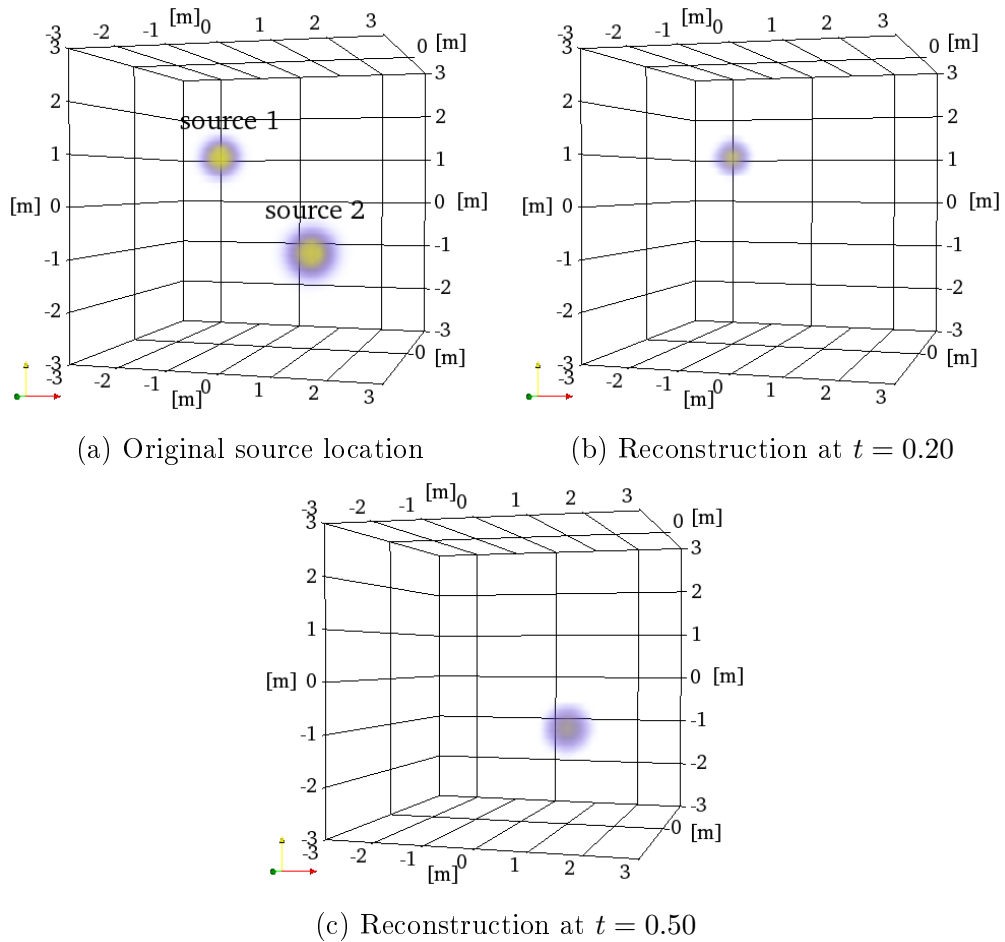 [m]
-3 -2 -1 0 1 2 3
0 [m]
3 3
2 2
source 1
1 1
[m] 0 0 [m]
source 2
-1 -1
-2 -2
-3 -3
0 [m]
-3 -2 -1 0 1 2 3
[m]
(a) Original source location
[m]
-3 -2 -1 0 1 2 3
0 [m]
3 3
2 2
1 1
[m] 0 0 [m]
-1 -1
-2 -2
-3 -3
0 [m]
-3 -2 -1 0 1 2 3
[m]
(b) Reconstruction at t = 0.20
[m]
-3 -2 -1 0 1 2 3
0 [m]
3 3
2 2
1 1
[m] 0 0 [m]
-1 -1
-2 -2
-3 -3
0 [m]
-3 -2 -1 0 1 2 3
[m]
(c) Reconstruction at t = 0.50